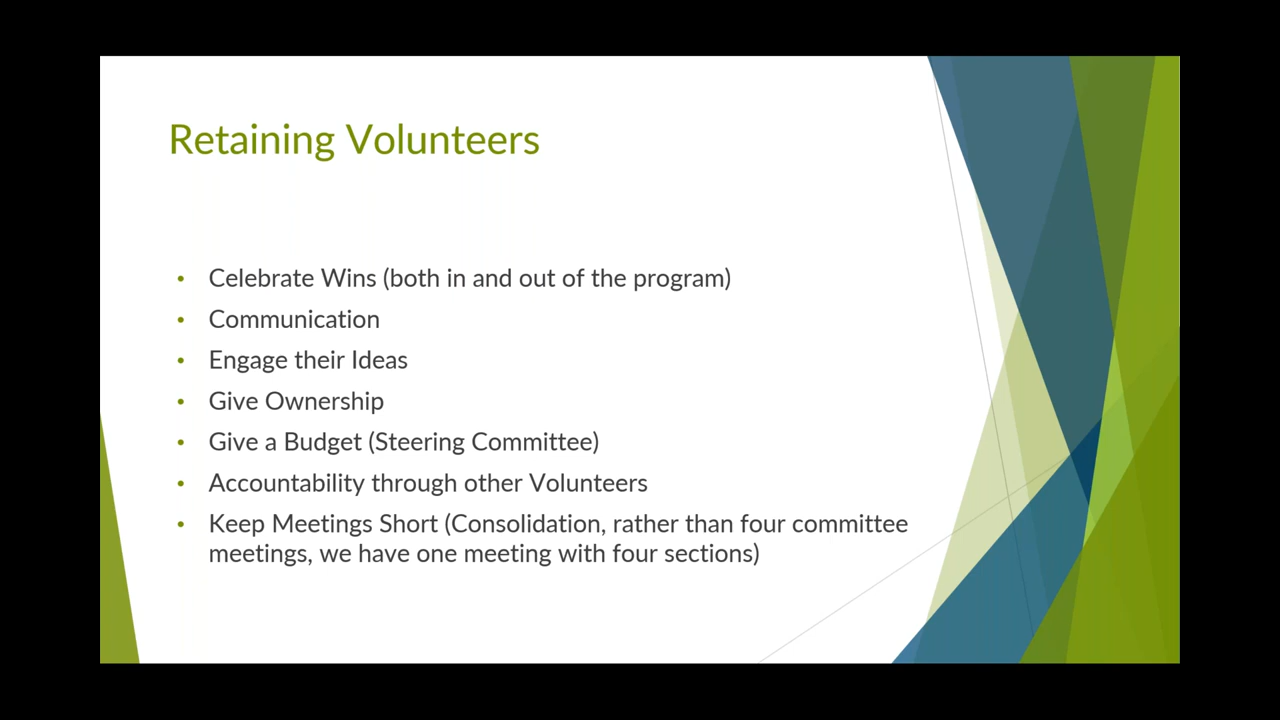 Retaining Volunteers
• Celebrate Wins (both in and out of the program)
• Communication
• Engage their Ideas
• Give Ownership
• Give a Budget (Steering Committee)
• Accountability through other Volunteers
• Keep Meetings Short (Consolidation, rather than four committee
meetings, we have one meeting with four sections)